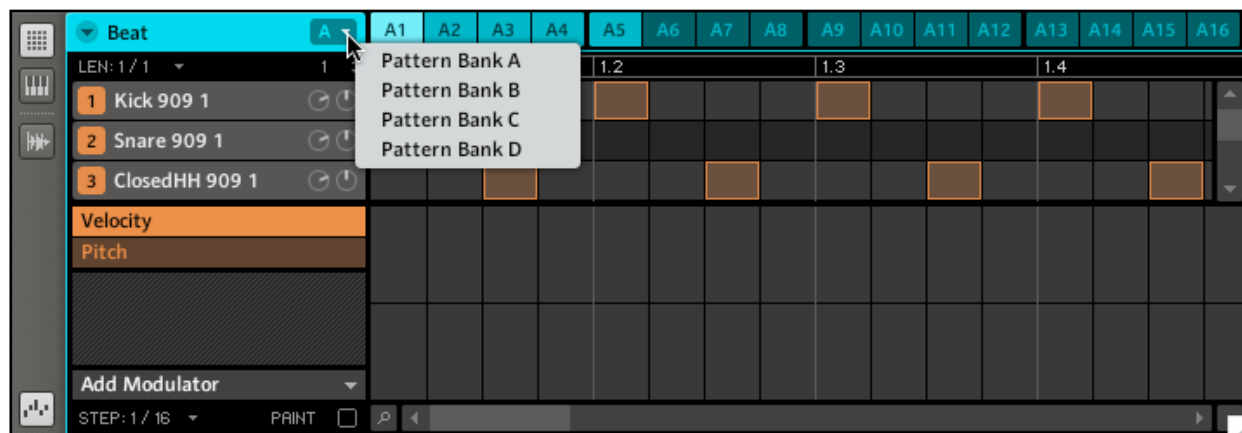 Beat A A1 A2 A3 A4 A5 A6 A7 A8 A9 A10 A11 A12 A13 A14 A15 A16
LEN: 1 / 1 1 1.2 1.3 1.4
Pattern Bank A
Pattern Bank B
Pattern Bank C
Pattern Bank D
1 Kick 909 1
2 Snare 909 1
3 ClosedHH 909 1
Velocity
Pitch
Add Modulator
STEP: 1 / 16 PAINT